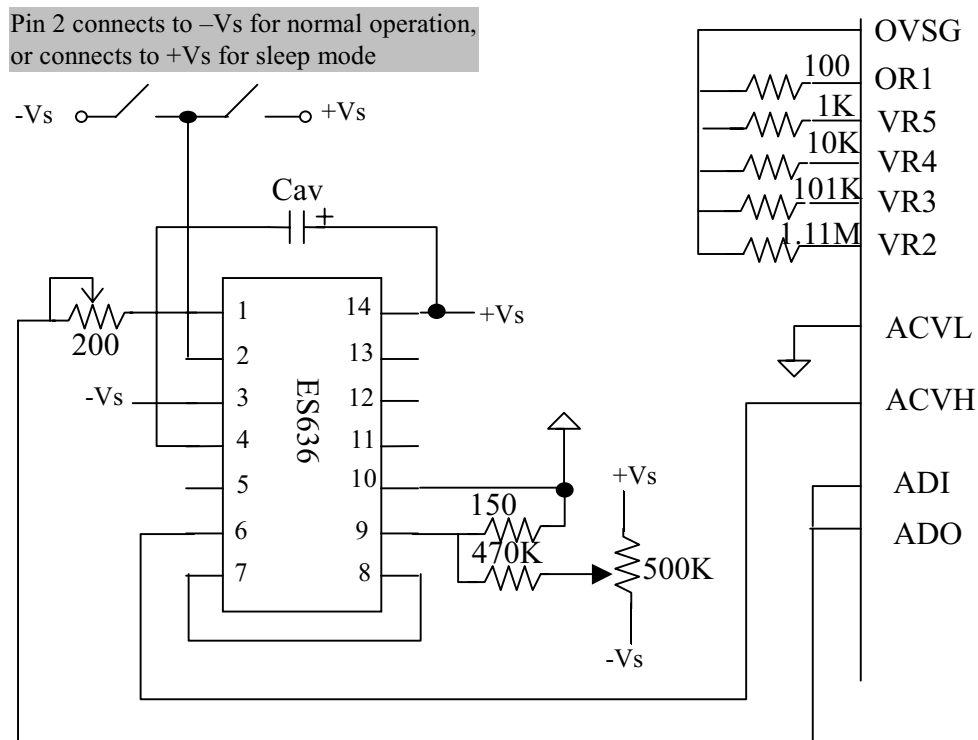 Pin 2 connects to –Vs for normal operation,
or connects to +Vs for sleep mode
-Vs
+Vs
Cav
+
200
-Vs
ES636
1
2
3
4
5
6
7
14
13
12
11
10
9
8
+Vs
150
470K
+Vs
500K
-Vs
OVSG
100
OR1
1K
VR5
10K
VR4
101K
VR3
1.11M
VR2
ACVL
ACVH
ADI
ADO